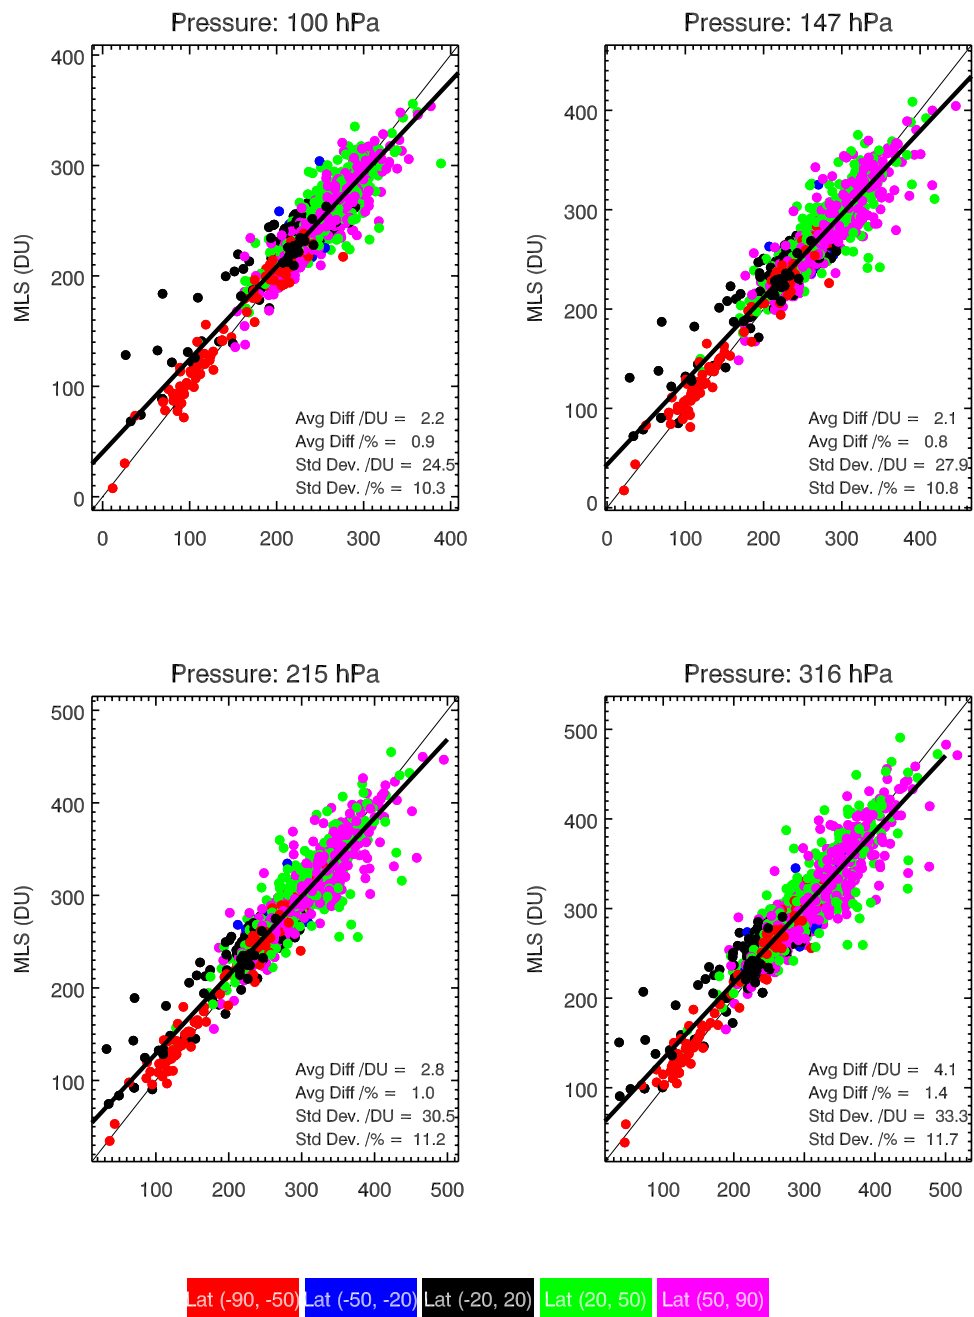 Pressure: 100 hPa
400
300
200
100
0
MLS (DU)
Avg Diff /DU = 2.2
Avg Diff /% = 0.9
Std Dev. /DU = 24.5
Std Dev. /% = 10.3
0 100 200 300 400
Pressure: 147 hPa
400
300
200
100
0
MLS (DU)
Avg Diff /DU = 2.1
Avg Diff /% = 0.8
Std Dev. /DU = 27.9
Std Dev. /% = 10.8
0 100 200 300 400
Pressure: 215 hPa
500
400
300
200
100
MLS (DU)
Avg Diff /DU = 2.8
Avg Diff /% = 1.0
Std Dev. /DU = 30.5
Std Dev. /% = 11.2
100 200 300 400 500
Pressure: 316 hPa
500
400
300
200
100
MLS (DU)
Avg Diff /DU = 4.1
Avg Diff /% = 1.4
Std Dev. /DU = 33.3
Std Dev. /% = 11.7
100 200 300 400 500
Lat (-90, -50) Lat (-50, -20) Lat (-20, 20) Lat (20, 50) Lat (50, 90)